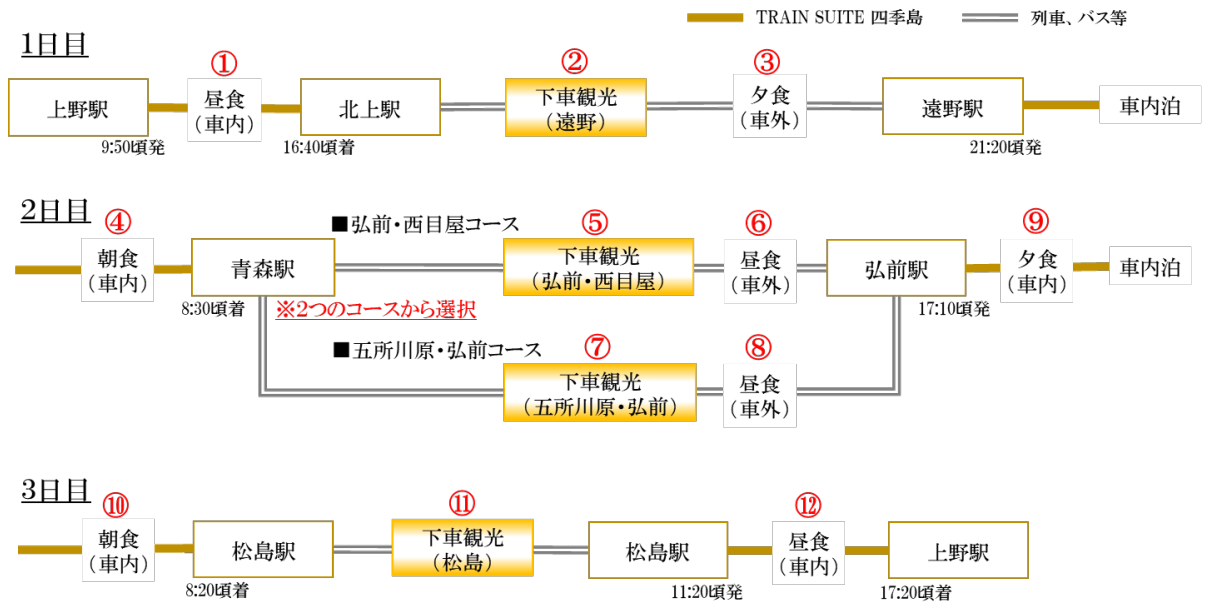 TRAIN SUITE 四季島
列車、バス等
1日目
①
②
③
上野駅
昼食
（車内）
北上駅
下車観光
（遠野）
夕食
（車外）
遠野駅
車内泊
9:50頃発
16:40頃着
21:20頃発
2日目
④
■弘前・西目屋コース
⑤
⑥
⑨
朝食
（車内）
青森駅
下車観光
（弘前・西目屋）
昼食
（車外）
弘前駅
夕食
（車内）
車内泊
8:30頃着
※2つのコースから選択
17:10頃発
■五所川原・弘前コース
⑦
⑧
下車観光
（五所川原・弘前）
昼食
（車外）
3日目
⑩
⑪
⑫
朝食
（車内）
松島駅
下車観光
（松島）
松島駅
昼食
（車内）
上野駅
8:20頃着
11:20頃発
17:20頃着